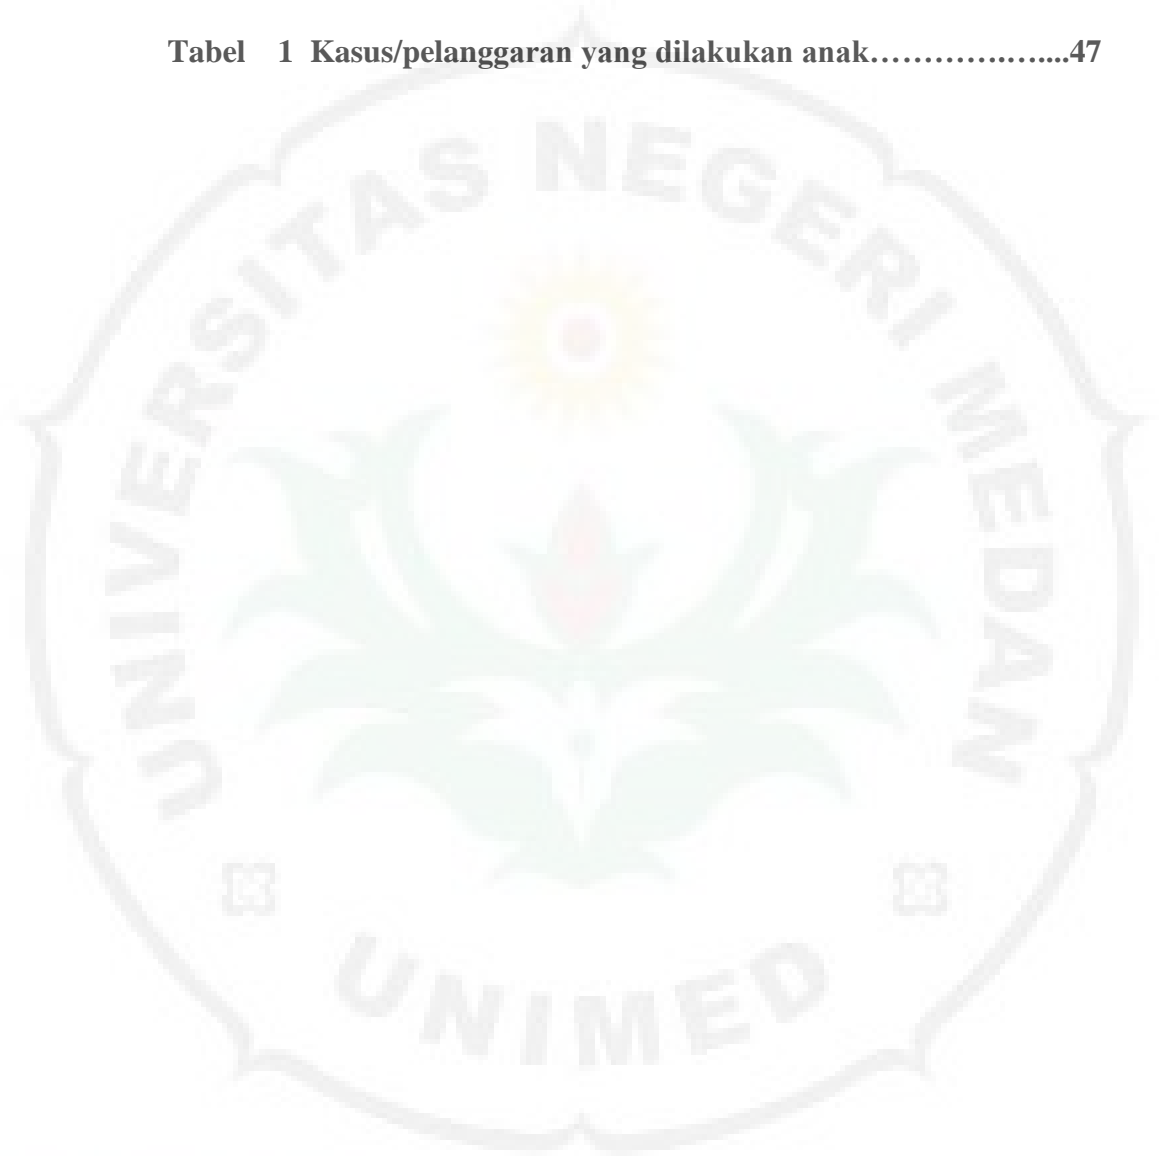 Tabel 1 Kasus/pelanggaran yang dilakukan anak………….…....47
UNIVERSITAS NEGERI MEDAN
UNIMED